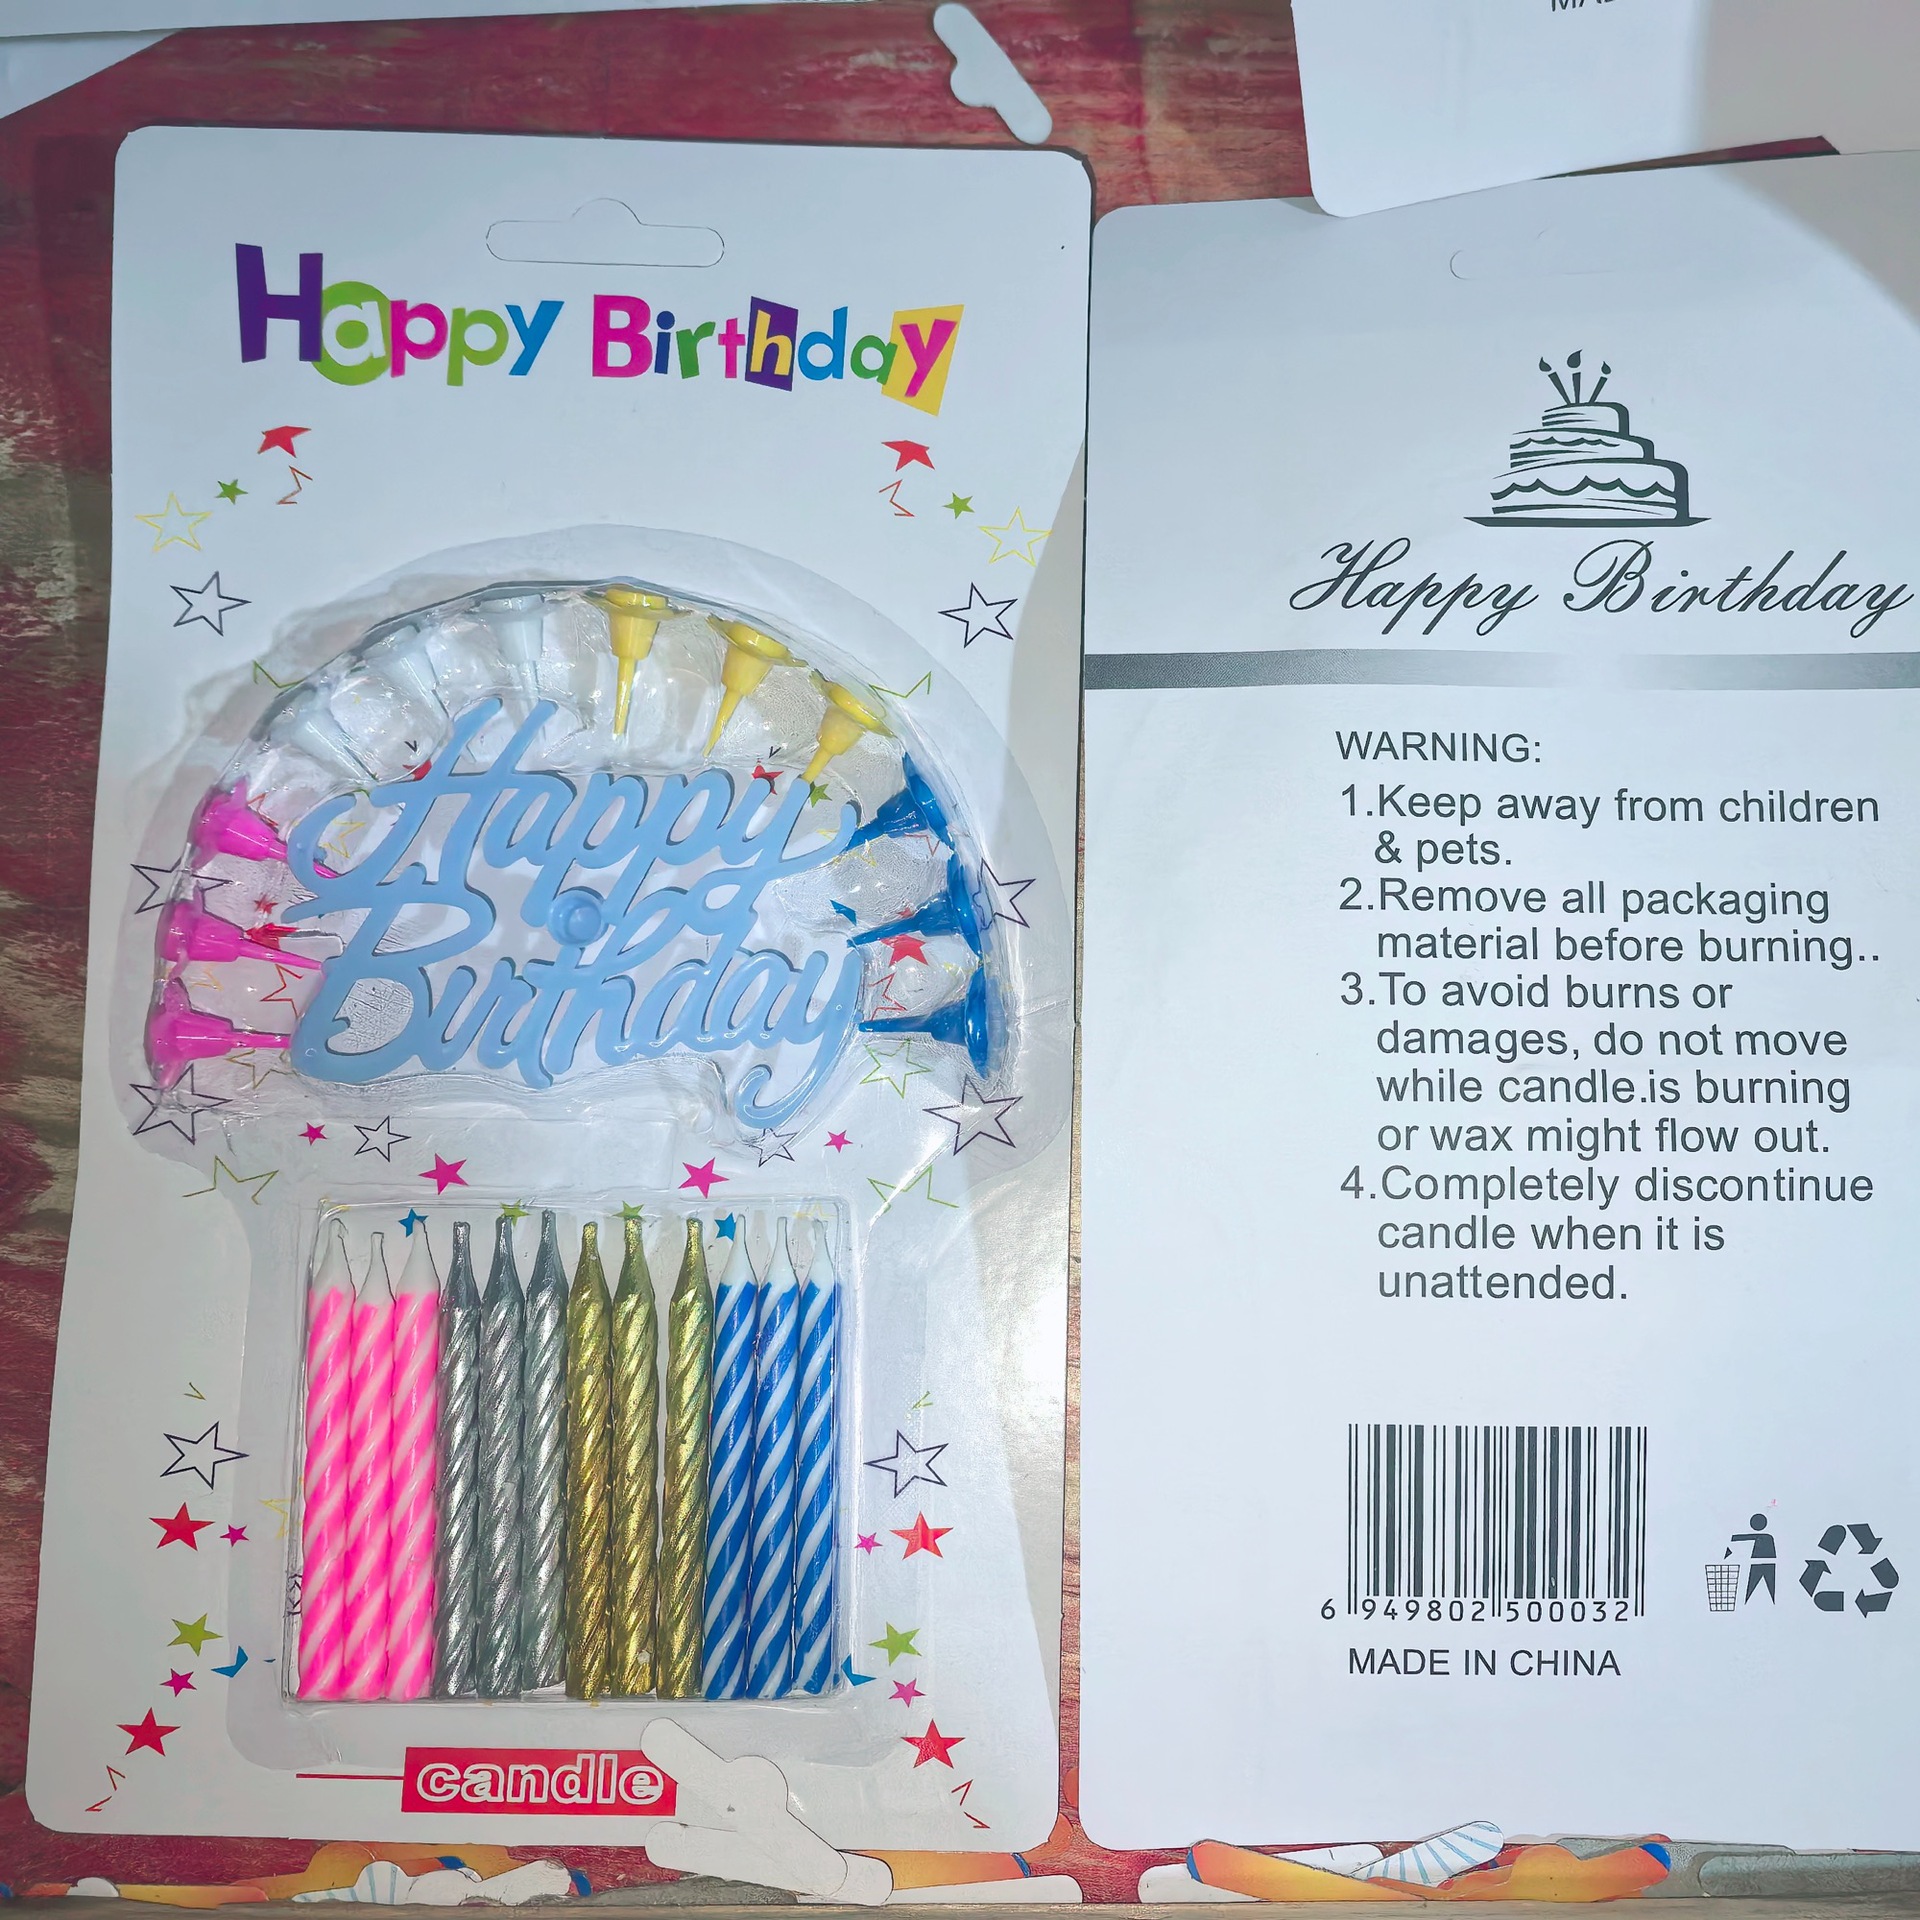 Happy Birthday
Happy
Birthday
candle
Happy Birthday
WARNING:
1.Keep away from children
& pets.
2.Remove all packaging
material before burning..
3.To avoid burns or
damages, do not move
while candle.is burning
or wax might flow out.
4.Completely discontinue
candle when it is
unattended.
6 949802 500032
MADE IN CHINA